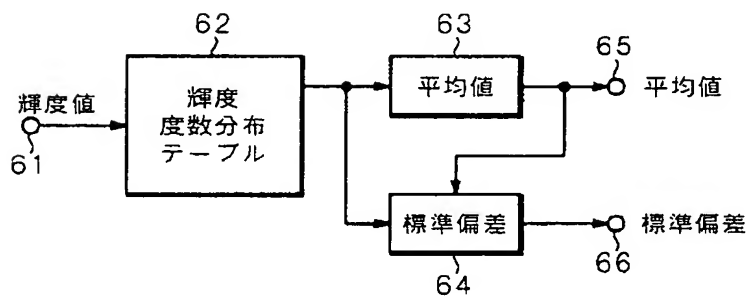 62
63
65
輝度値
輝度
度数分布
テーブル
平均値
平均値
61
標準偏差
標準偏差
64
66